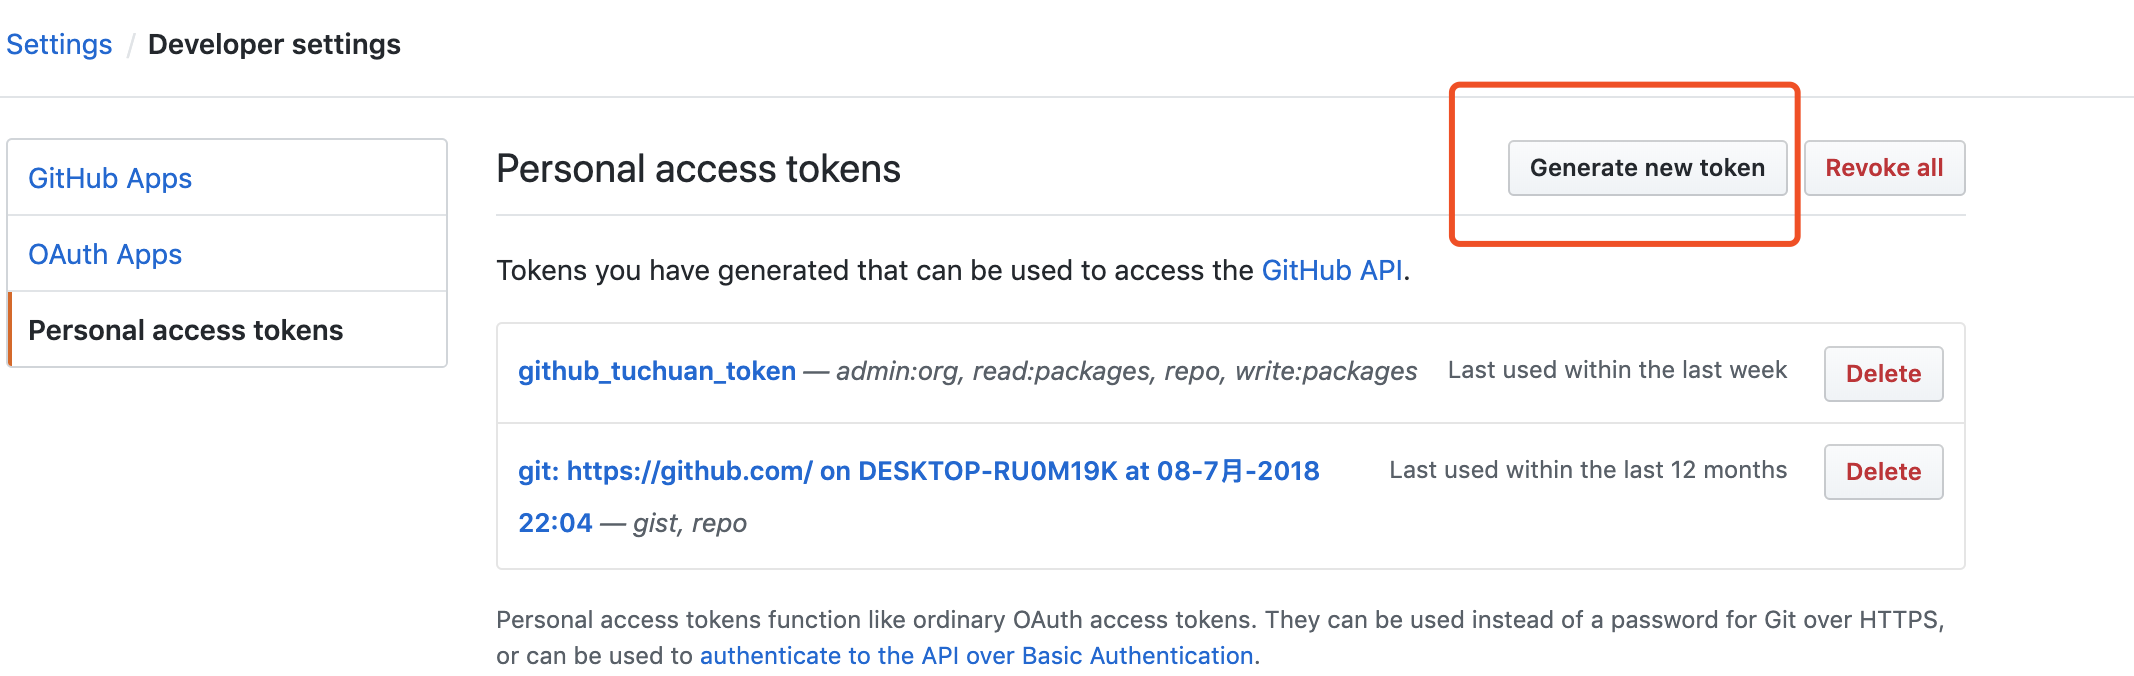 Settings / Developer settings
GitHub Apps
OAuth Apps
Personal access tokens
Personal access tokens
Generate new token
Revoke all
Tokens you have generated that can be used to access the GitHub API.
github_tuchuan_token — admin:org, read:packages, repo, write:packages
Last used within the last week
Delete
git: https://github.com/ on DESKTOP-RU0M19K at 08-7月-2018
22:04 — gist, repo
Last used within the last 12 months
Delete
Personal access tokens function like ordinary OAuth access tokens. They can be used instead of a password for Git over HTTPS,
or can be used to authenticate to the API over Basic Authentication.